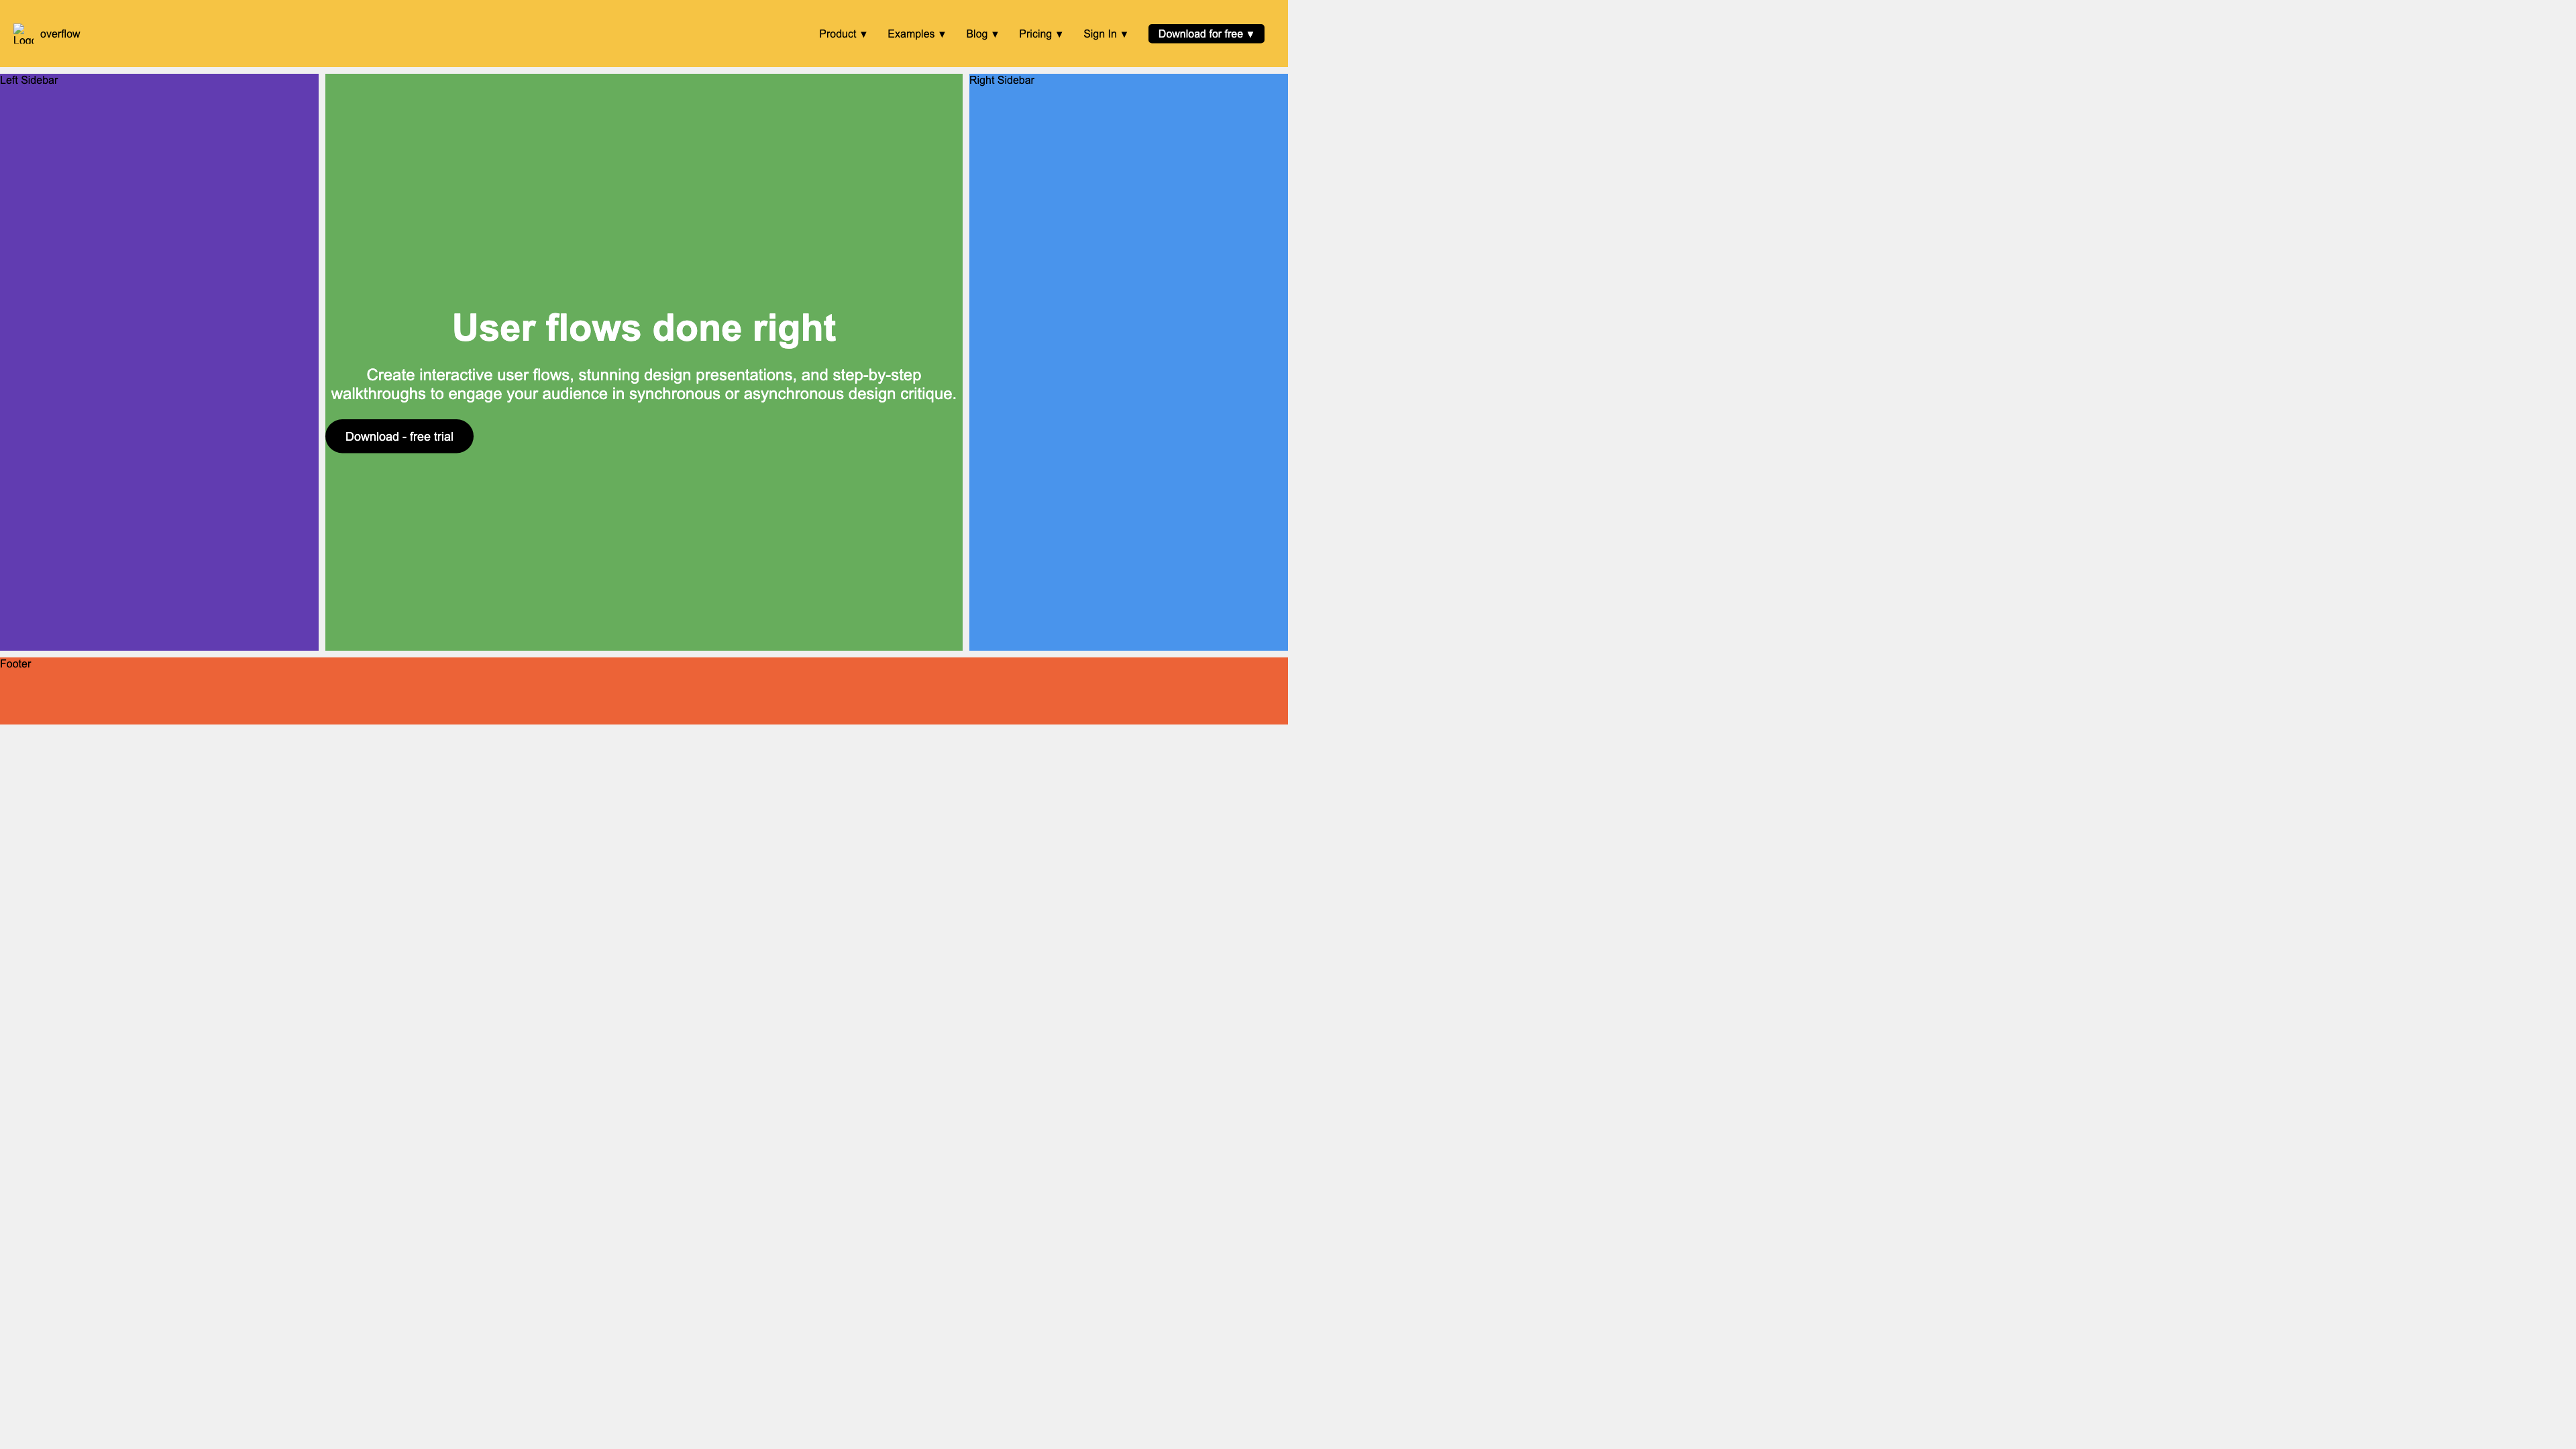 Logo
overflow
Product ▼
Examples ▼
Blog ▼
Pricing ▼
Sign In ▼
Download for free ▼
Left Sidebar
User flows done right
Create interactive user flows, stunning design presentations, and step-by-step
walkthroughs to engage your audience in synchronous or asynchronous design critique.
Download - free trial
Right Sidebar
Footer